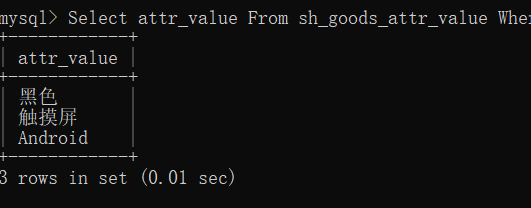 mysql> Select attr_value From sh_goods_attr_value Wher
+------------+
| attr_value |
+------------+
| 黑色
| 触摸屏
| Android |
+------------+
3 rows in set (0.01 sec)